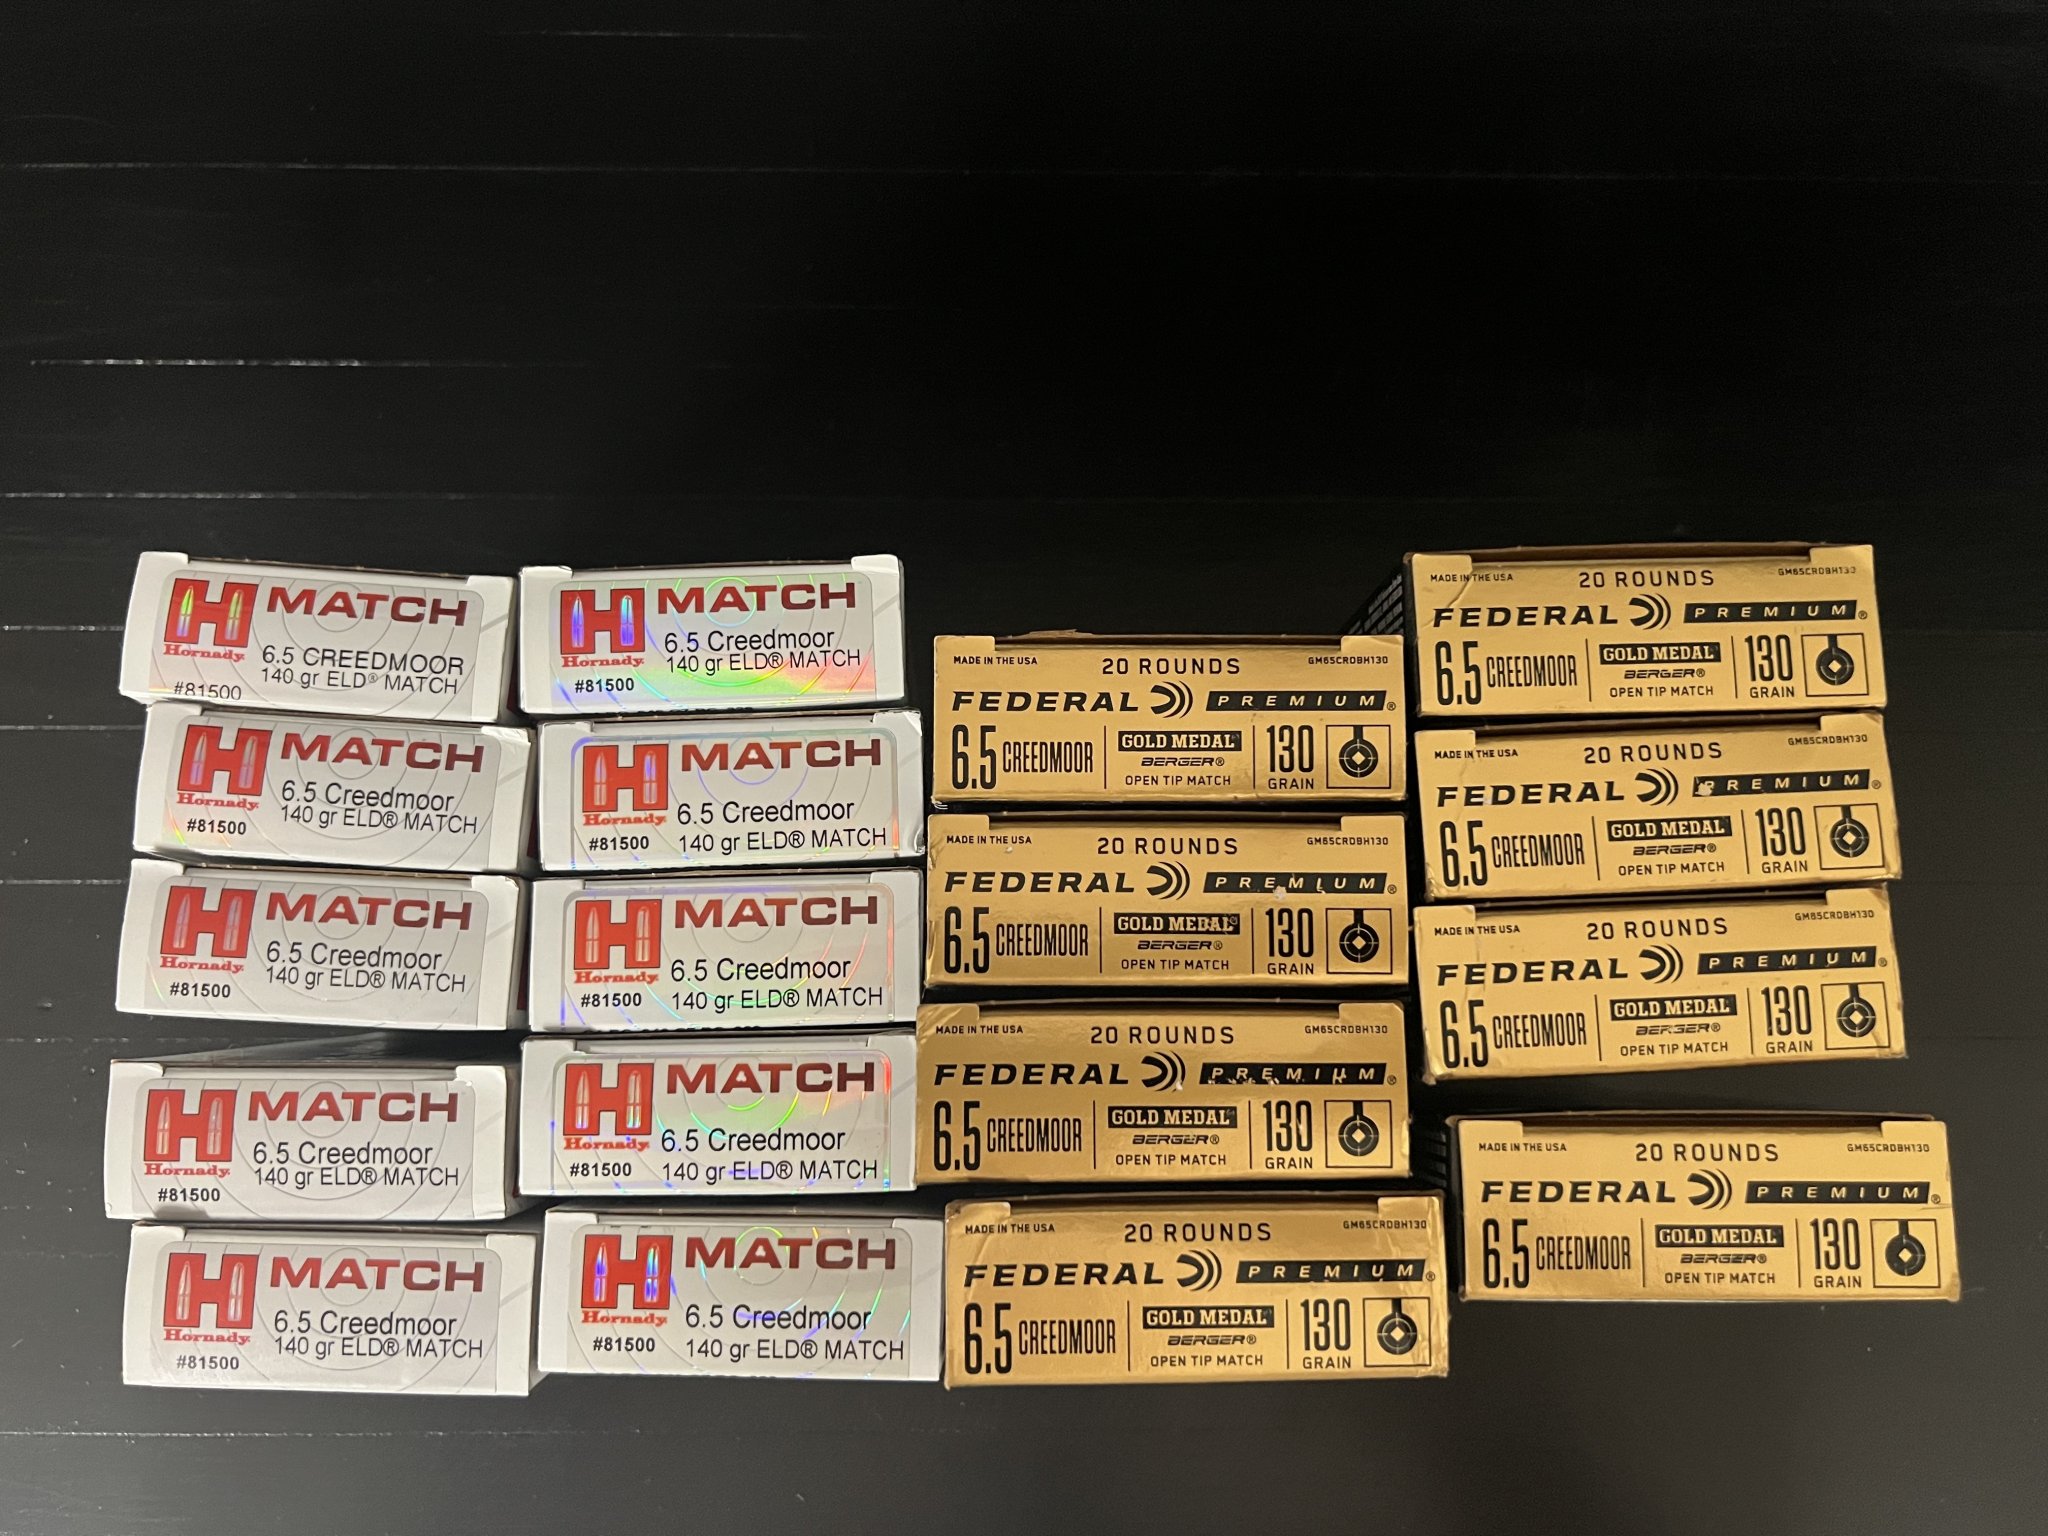 H MATCH
Hornady
6.5 CREEDMOOR
140 gr ELD® MATCH
#81500
H MATCH
Hornady
6.5 Creedmoor
140 gr ELD® MATCH
#81500
H MATCH
Hornady
6.5 Creedmoor
140 gr ELD® MATCH
#81500
H MATCH
Hornady
6.5 Creedmoor
140 gr ELD® MATCH
#81500
H MATCH
Hornady
6.5 Creedmoor
140 gr ELD® MATCH
#81500
H MATCH
Hornady
6.5 Creedmoor
140 gr ELD® MATCH
#81500
H MATCH
Hornady
6.5 Creedmoor
140 gr ELD® MATCH
#81500
H MATCH
Hornady
6.5 Creedmoor
140 gr ELD® MATCH
#81500
H MATCH
Hornady
6.5 Creedmoor
140 gr ELD® MATCH
#81500
H MATCH
Hornady
6.5 Creedmoor
140 gr ELD® MATCH
#81500
MADE IN THE USA 20 ROUNDS GM65CRDBH130
FEDERAL PREMIUM®
6.5 CREEDMOOR GOLD MEDAL 130
BERGER® GRAIN
OPEN TIP MATCH
MADE IN THE USA 20 ROUNDS GM65CRDBH130
FEDERAL PREMIUM®
6.5 CREEDMOOR GOLD MEDAL 130
BERGER® GRAIN
OPEN TIP MATCH
MADE IN THE USA 20 ROUNDS GM65CRDBH130
FEDERAL PREMIUM®
6.5 CREEDMOOR GOLD MEDAL 130
BERGER® GRAIN
OPEN TIP MATCH
MADE IN THE USA 20 ROUNDS GM65CRDBH130
FEDERAL PREMIUM®
6.5 CREEDMOOR GOLD MEDAL 130
BERGER® GRAIN
OPEN TIP MATCH
MADE IN THE USA 20 ROUNDS GM65CRDBH130
FEDERAL PREMIUM®
6.5 CREEDMOOR GOLD MEDAL 130
BERGER® GRAIN
OPEN TIP MATCH
MADE IN THE USA 20 ROUNDS GM65CRDBH130
FEDERAL PREMIUM®
6.5 CREEDMOOR GOLD MEDAL 130
BERGER® GRAIN
OPEN TIP MATCH
MADE IN THE USA 20 ROUNDS GM65CRDBH130
FEDERAL PREMIUM®
6.5 CREEDMOOR GOLD MEDAL 130
BERGER® GRAIN
OPEN TIP MATCH
MADE IN THE USA 20 ROUNDS GM65CRDBH130
FEDERAL PREMIUM®
6.5 CREEDMOOR GOLD MEDAL 130
BERGER® GRAIN
OPEN TIP MATCH